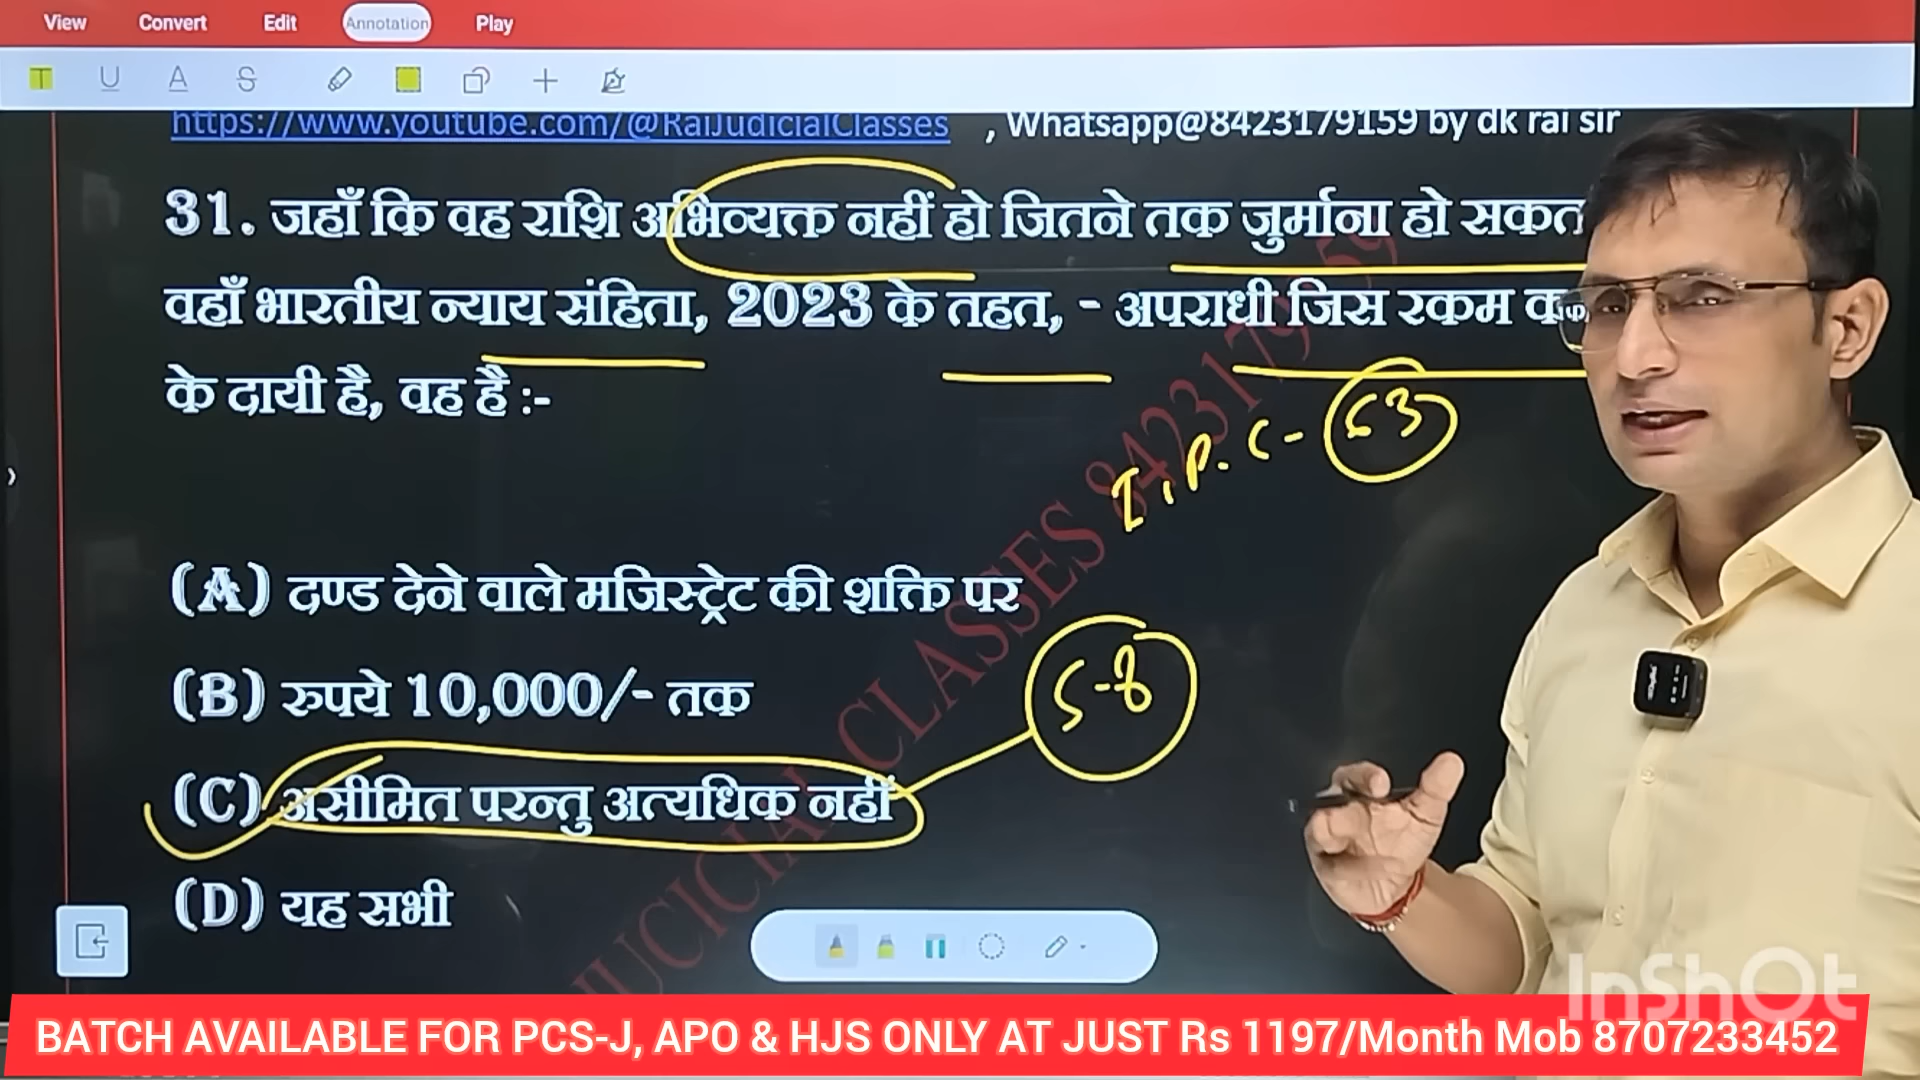 View Convert Edit Annotation Play
T U A S
https://www.youtube.com/@RaiJudicialClasses , Whatsapp@8423179159 by dk rai sir
31. जहाँ कि वह राशि अभिव्यक्त नहीं हो जितने तक जुर्माना हो सकता
वहाँ भारतीय न्याय संहिता, 2023 के तहत, - अपराधी जिस रकम
के दायी है, वह है :-
I.P.C - 63
(A) दण्ड देने वाले मजिस्ट्रेट की शक्ति पर
(B) रुपये 10,000/- तक
S-8
(C) असीमित परन्तु अत्यधिक नहीं
(D) यह सभी
CLASSES 8423179159
InShOt
BATCH AVAILABLE FOR PCS-J, APO & HJS ONLY AT JUST Rs 1197/Month Mob 8707233452